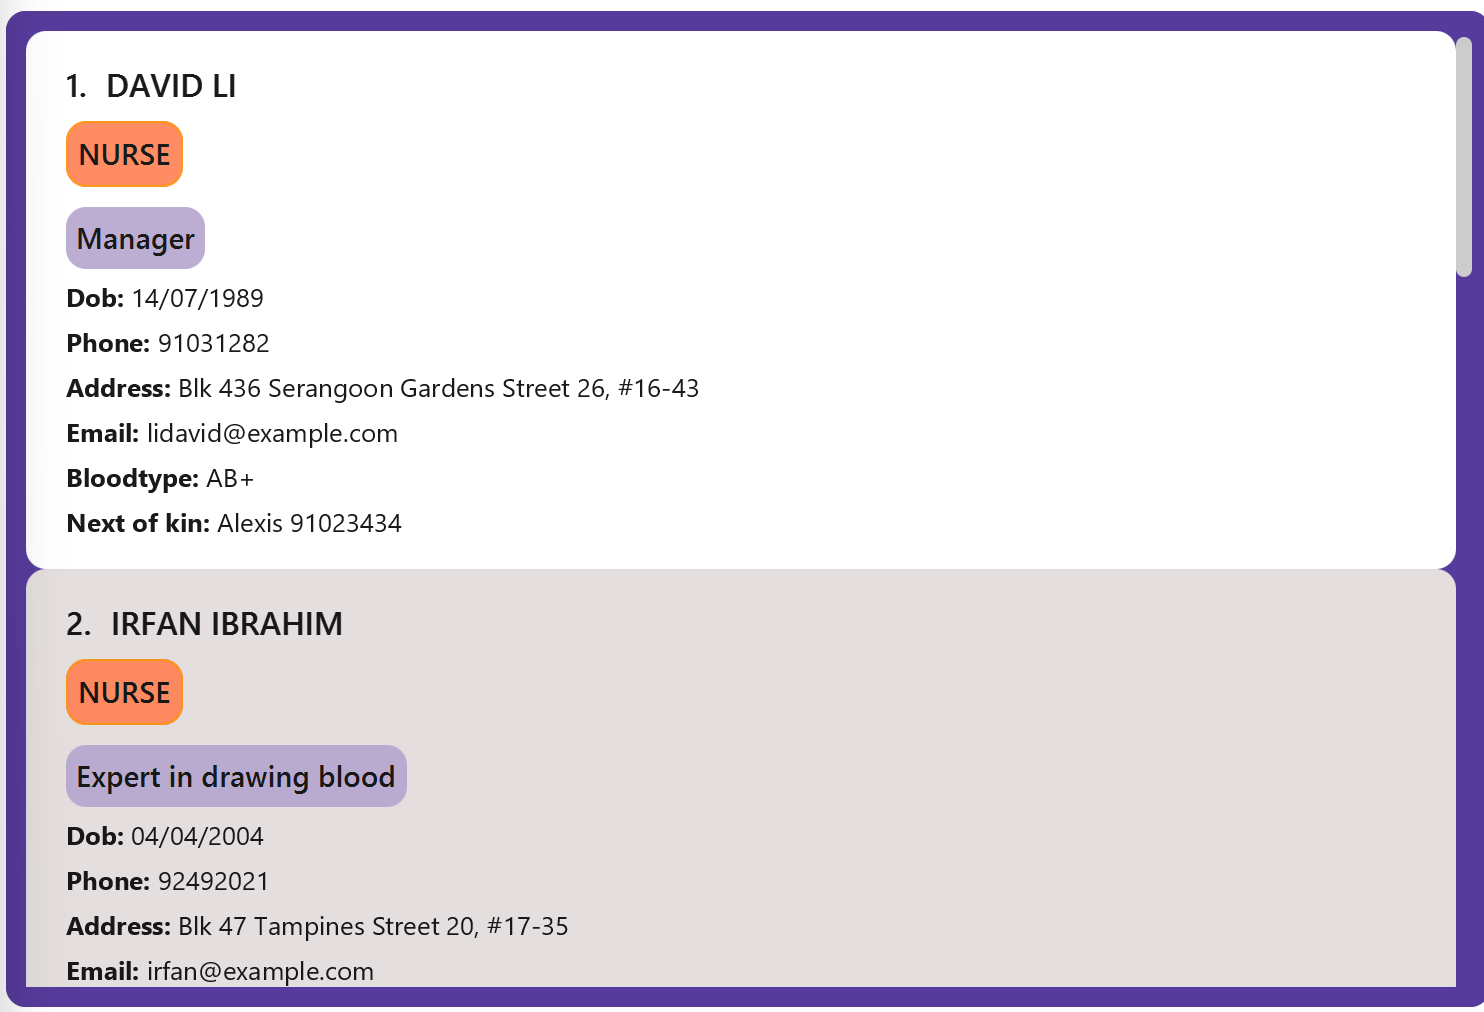 1. DAVID LI
NURSE
Manager
Dob: 14/07/1989
Phone: 91031282
Address: Blk 436 Serangoon Gardens Street 26, #16-43
Email: lidavid@example.com
Bloodtype: AB+
Next of kin: Alexis 91023434
2. IRFAN IBRAHIM
NURSE
Expert in drawing blood
Dob: 04/04/2004
Phone: 92492021
Address: Blk 47 Tampines Street 20, #17-35
Email: irfan@example.com